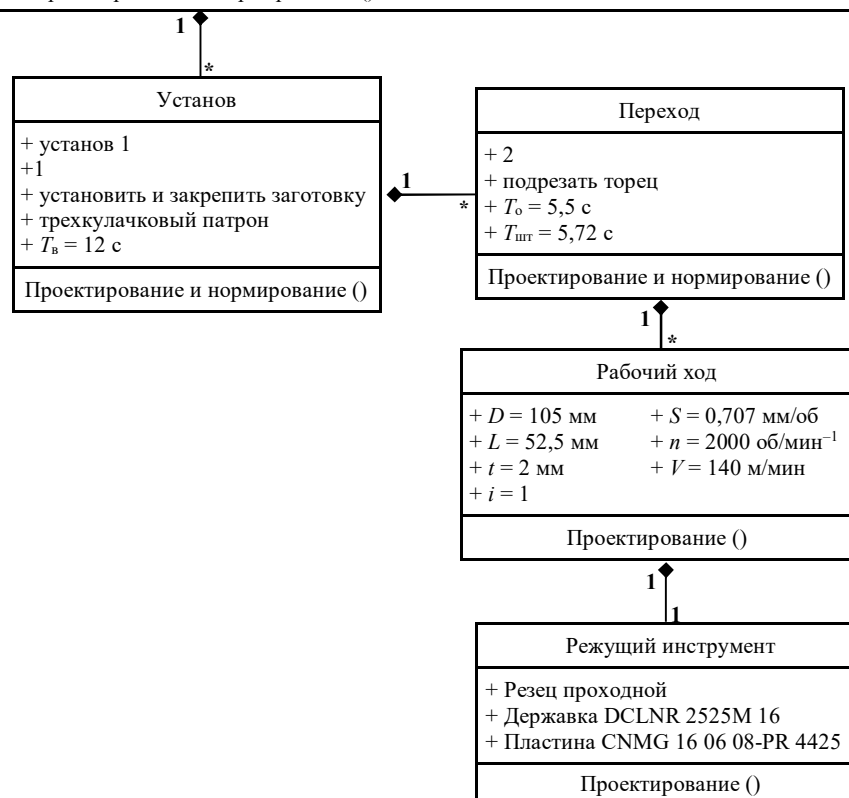 1
*
Установ
+ установ 1
+1
+ установить и закрепить заготовку
+ трехкулачковый патрон
+ Tв = 12 с
Проектирование и нормирование ()
1
*
Переход
+ 2
+ подрезать торец
+ Tо = 5,5 с
+ Tшт = 5,72 с
Проектирование и нормирование ()
1
*
Рабочий ход
+ D = 105 мм + S = 0,707 мм/об
+ L = 52,5 мм + n = 2000 об/мин⁻¹
+ t = 2 мм + V = 140 м/мин
+ i = 1
Проектирование ()
1
1
Режущий инструмент
+ Резец проходной
+ Державка DCLNR 2525M 16
+ Пластина CNMG 16 06 08-PR 4425
Проектирование ()